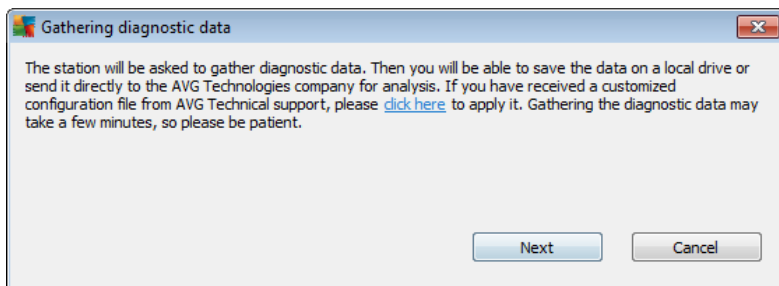 Gathering diagnostic data
The station will be asked to gather diagnostic data. Then you will be able to save the data on a local drive or
send it directly to the AVG Technologies company for analysis. If you have received a customized
configuration file from AVG Technical support, please click here to apply it. Gathering the diagnostic data may
take a few minutes, so please be patient.
Next Cancel